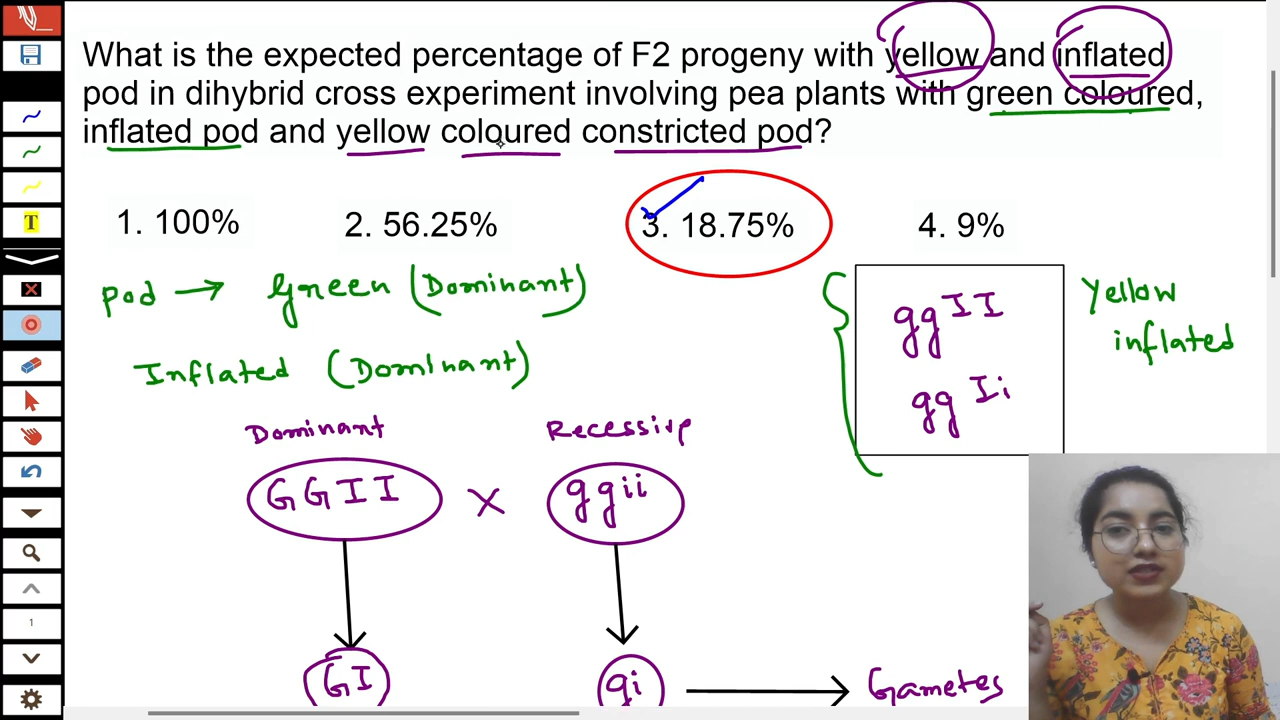 What is the expected percentage of F2 progeny with yellow and inflated
pod in dihybrid cross experiment involving pea plants with green coloured,
inflated pod and yellow coloured constricted pod?
1. 100% 2. 56.25% 3. 18.75% 4. 9%
Pod → Green (Dominant)
Inflated (Dominant)
ggII
ggIi
Yellow
inflated
Dominant Recessive
GGII X ggii
GI gi → Gametes
T
1